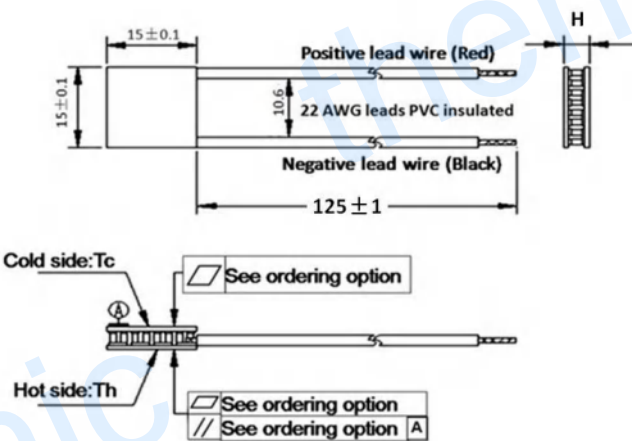 15±0.1
H
Positive lead wire (Red)
15±0.1
10.6
22 AWG leads PVC insulated
Negative lead wire (Black)
125±1
Cold side:Tc
See ordering option
A
Hot side:Th
See ordering option
// See ordering option A